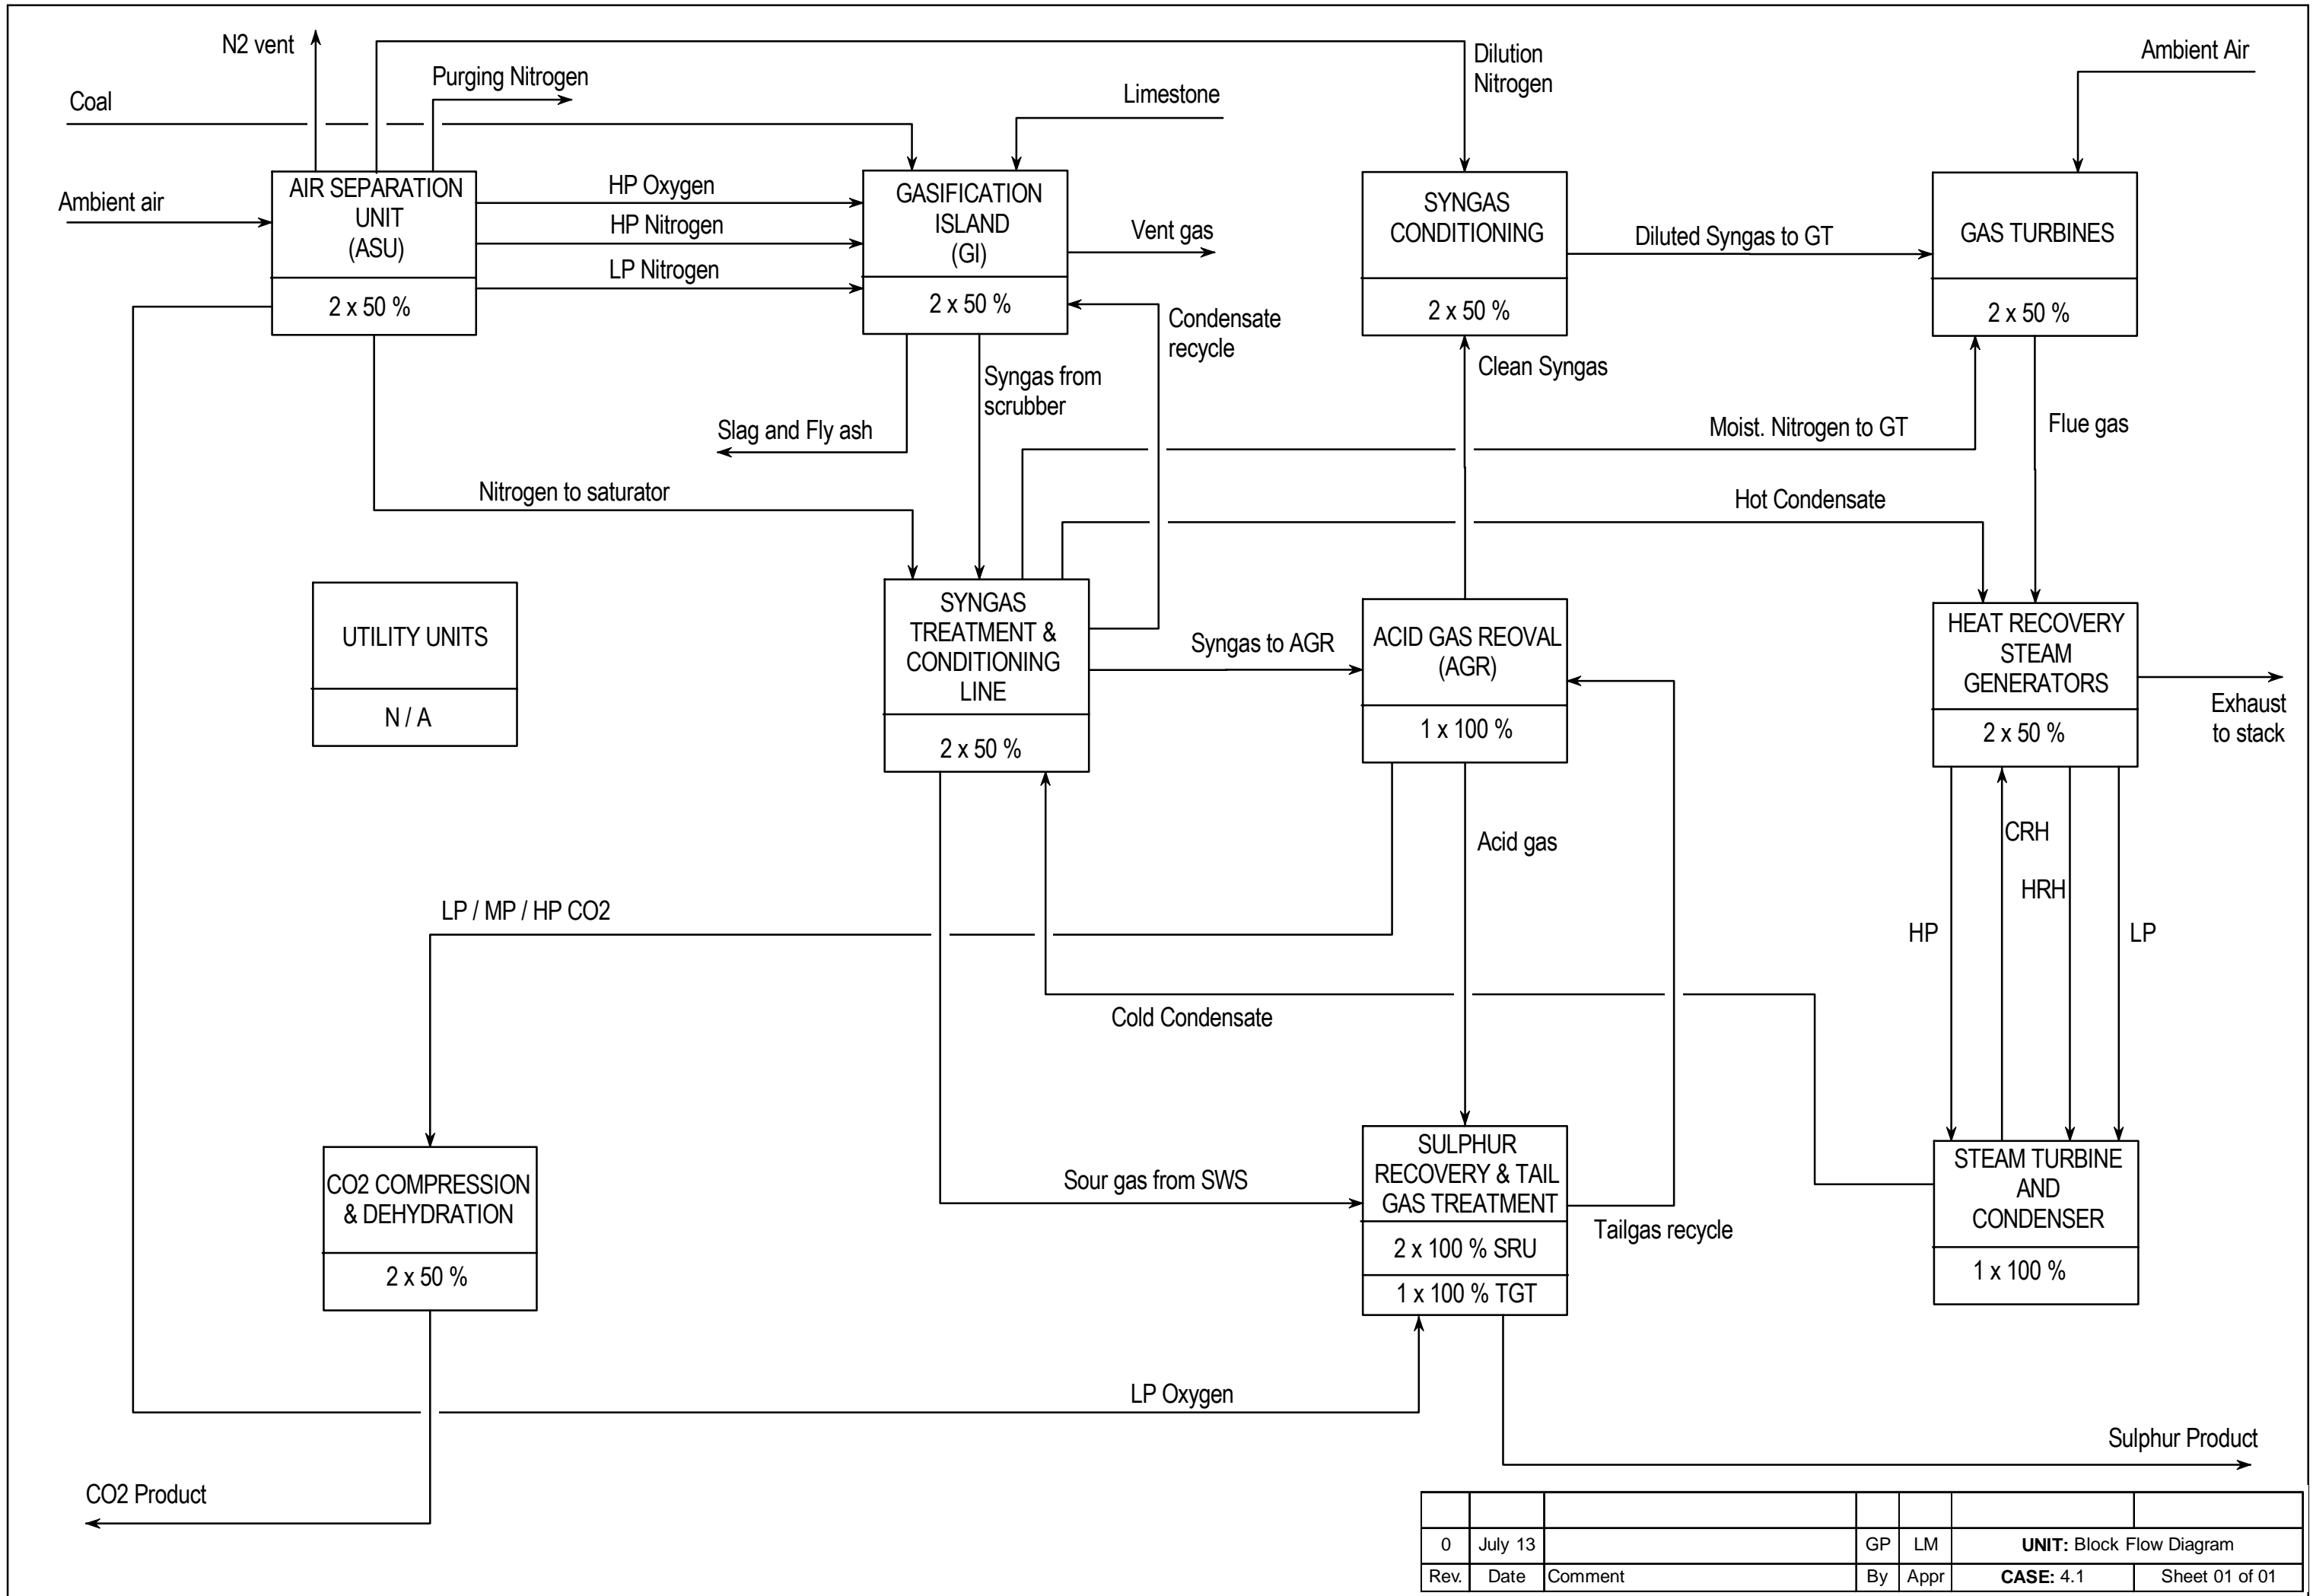 N2 vent
Purging Nitrogen
Coal
Ambient air
Dilution
Nitrogen
Limestone
Ambient Air
AIR SEPARATION
UNIT
(ASU)
2 x 50 %
HP Oxygen
HP Nitrogen
LP Nitrogen
GASIFICATION
ISLAND
(GI)
2 x 50 %
Vent gas
Condensate
recycle
SYNGAS
CONDITIONING
2 x 50 %
Diluted Syngas to GT
GAS TURBINES
2 x 50 %
Syngas from
scrubber
Slag and Fly ash
Clean Syngas
Moist. Nitrogen to GT
Flue gas
Nitrogen to saturator
Hot Condensate
UTILITY UNITS
N / A
SYNGAS
TREATMENT &
CONDITIONING
LINE
2 x 50 %
Syngas to AGR
ACID GAS REOVAL
(AGR)
1 x 100 %
HEAT RECOVERY
STEAM
GENERATORS
2 x 50 %
Exhaust
to stack
Acid gas
CRH
HRH
HP
LP
LP / MP / HP CO2
Cold Condensate
CO2 COMPRESSION
& DEHYDRATION
2 x 50 %
Sour gas from SWS
SULPHUR
RECOVERY & TAIL
GAS TREATMENT
2 x 100 % SRU
1 x 100 % TGT
Tailgas recycle
STEAM TURBINE
AND
CONDENSER
1 x 100 %
LP Oxygen
Sulphur Product
CO2 Product
0 July 13 GP LM UNIT: Block Flow Diagram
Rev. Date Comment By Appr CASE: 4.1 Sheet 01 of 01